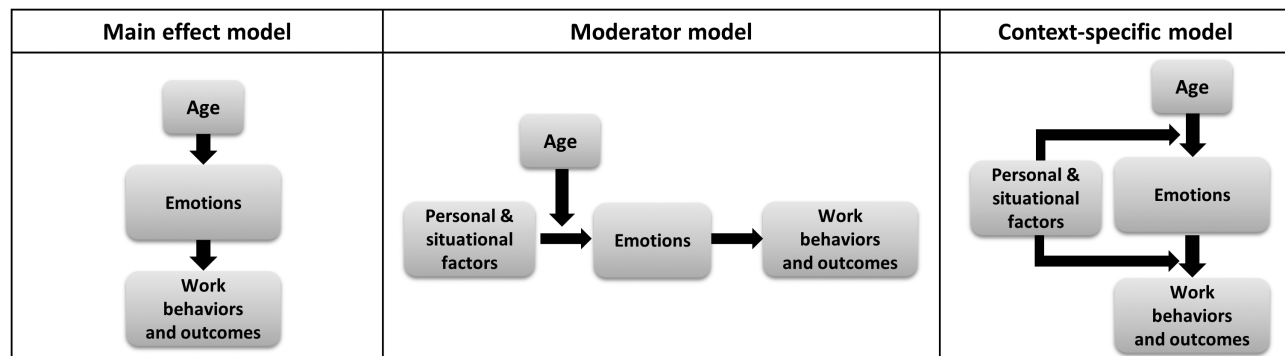 Main effect model
Age
Emotions
Work
behaviors
and outcomes
Moderator model
Age
Personal &
situational
factors
Emotions
Work
behaviors
and outcomes
Context-specific model
Age
Personal &
situational
factors
Emotions
Work
behaviors
and outcomes